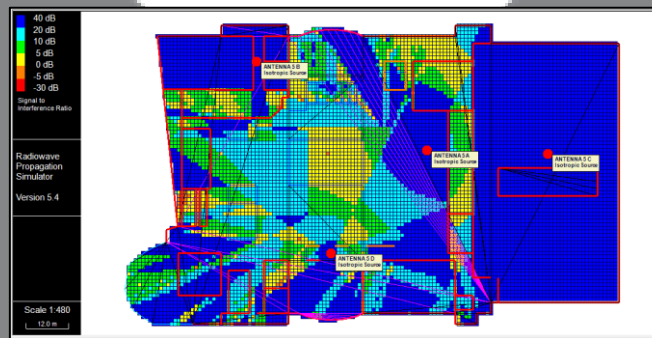 40 dB
20 dB
10 dB
0 dB
-5 dB
-30 dB
Signal to
Interference Ratio
Radiowave
Propagation
Simulator
Version 5.4
Scale 1:480
12.0 m
ANTENNA 5 B
Isotropic Source
ANTENNA 5 A
Isotropic Source
ANTENNA 5 C
Isotropic Source
ANTENNA 5 D
Isotropic Source